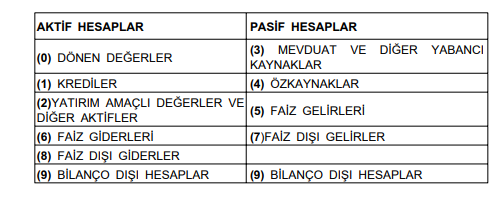 AKTİF HESAPLAR
PASİF HESAPLAR
(0) DÖNEN DEĞERLER
(3) MEVDUAT VE DİĞER YABANCI
KAYNAKLAR
(1) KREDİLER
(4) ÖZKAYNAKLAR
(2)YATIRIM AMAÇLI DEĞERLER VE
DİĞER AKTİFLER
(5) FAİZ GELİRLERİ
(6) FAİZ GİDERLERİ
(7)FAİZ DIŞI GELİRLER
(8) FAİZ DIŞI GİDERLER
(9) BİLANÇO DIŞI HESAPLAR
(9) BİLANÇO DIŞI HESAPLAR